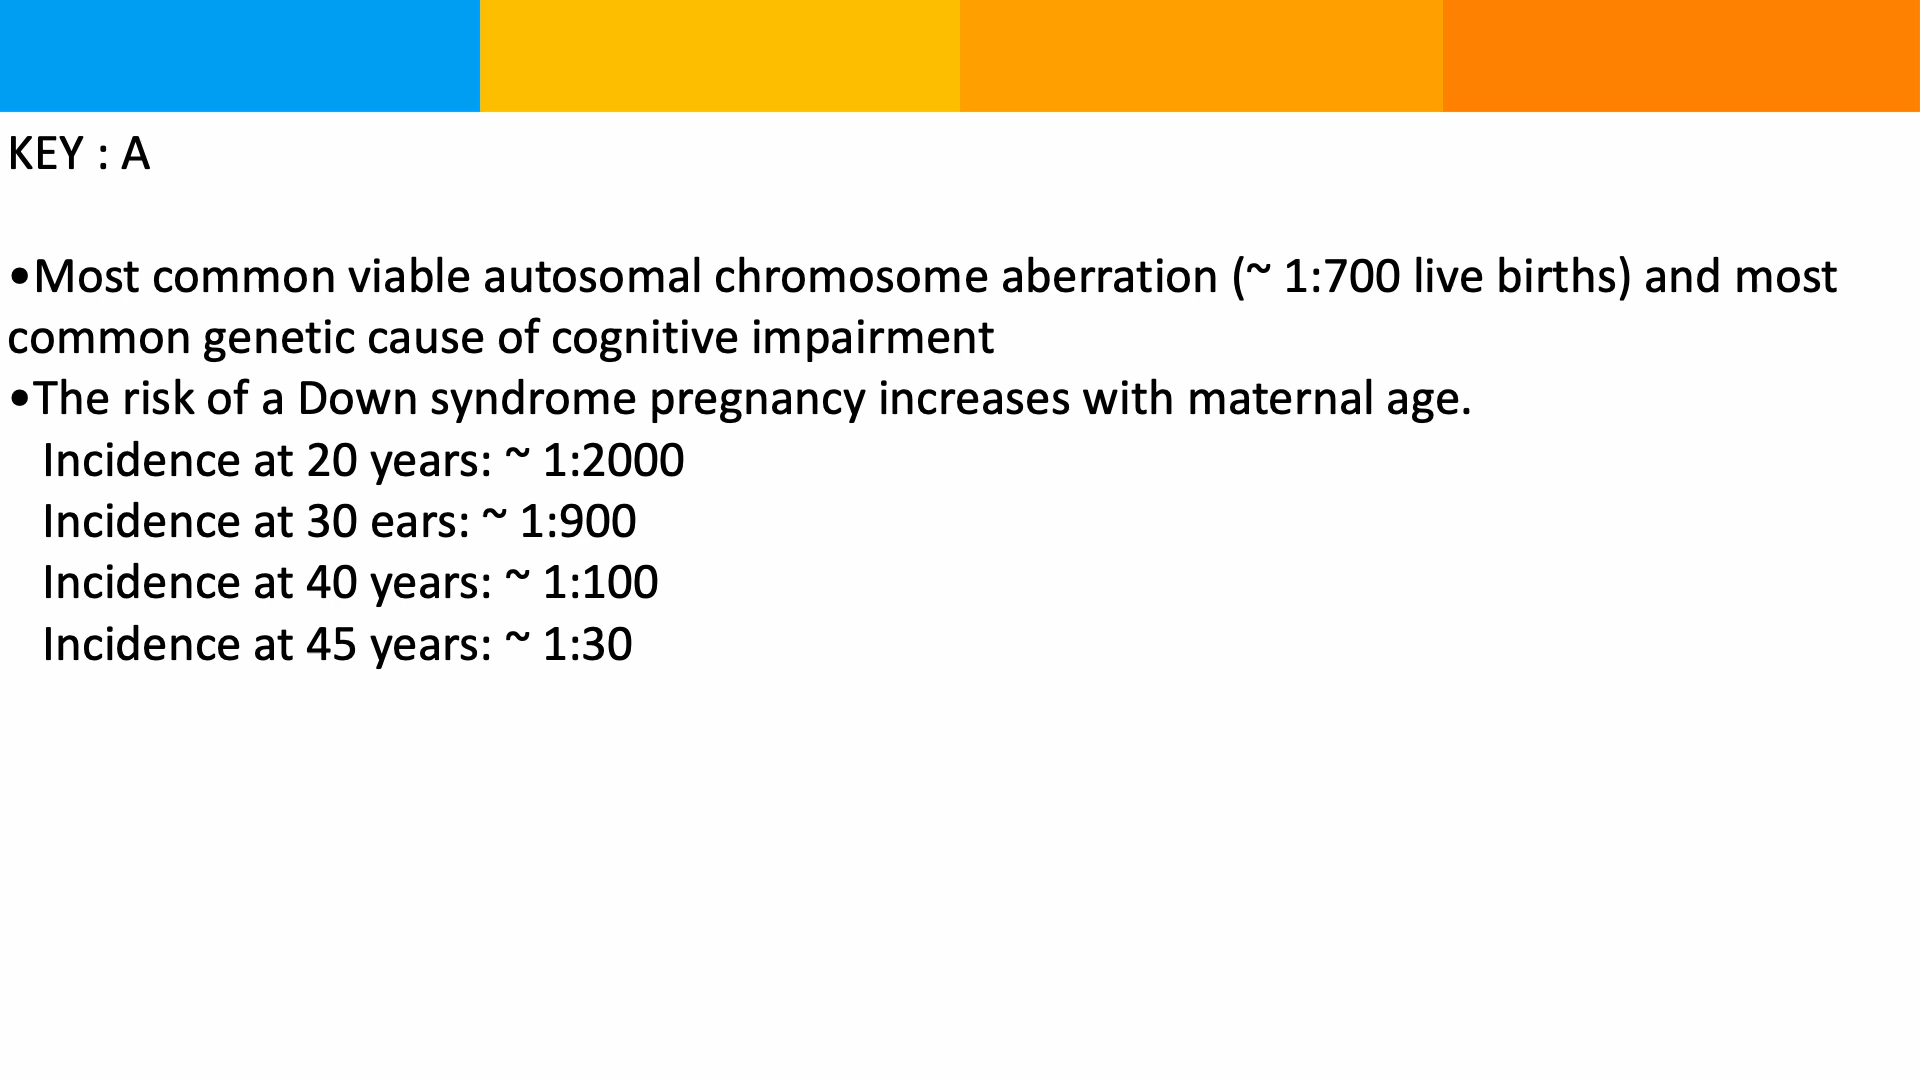 KEY : A
•Most common viable autosomal chromosome aberration (~ 1:700 live births) and most
common genetic cause of cognitive impairment
•The risk of a Down syndrome pregnancy increases with maternal age.
Incidence at 20 years: ~ 1:2000
Incidence at 30 ears: ~ 1:900
Incidence at 40 years: ~ 1:100
Incidence at 45 years: ~ 1:30